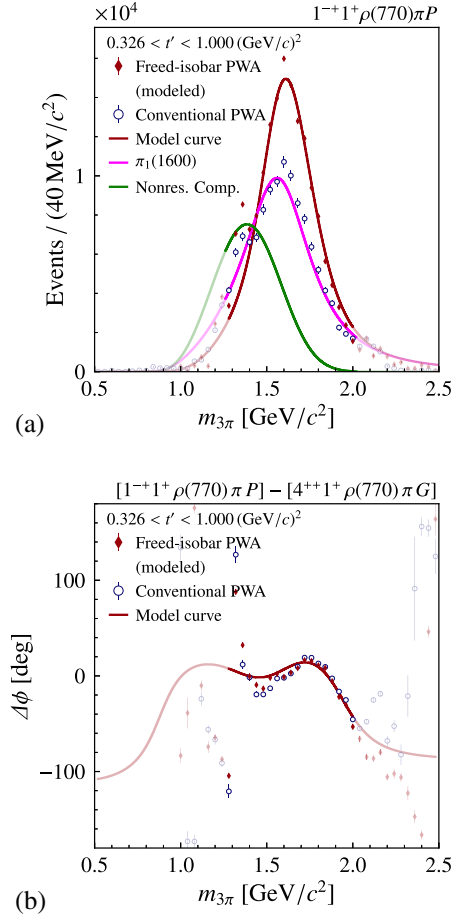 ×10⁴
1⁻⁺1⁺ρ(770)πP
0.326 < t′ < 1.000 (GeV/c)²
Freed-isobar PWA
(modeled)
Conventional PWA
Model curve
π₁(1600)
Nonres. Comp.
Events / (40 MeV/c²)
1
0
0.5 1.0 1.5 2.0 2.5
m₃π [GeV/c²]
(a)
[1⁻⁺1⁺ ρ(770) π P] − [4⁺⁺1⁺ ρ(770) π G]
0.326 < t′ < 1.000 (GeV/c)²
Freed-isobar PWA
(modeled)
Conventional PWA
Model curve
Δϕ [deg]
100
0
−100
0.5 1.0 1.5 2.0 2.5
m₃π [GeV/c²]
(b)